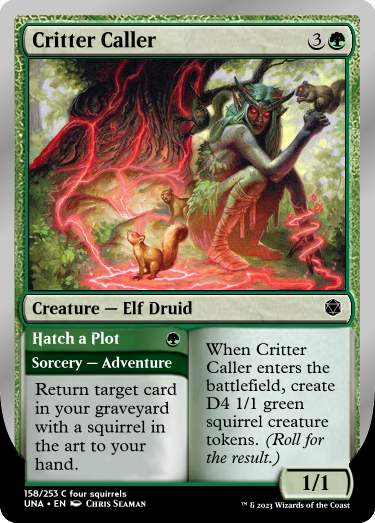 Critter Caller 3
Creature — Elf Druid
Hatch a Plot
Sorcery — Adventure
Return target card
in your graveyard
with a squirrel in
the art to your
hand.
When Critter
Caller enters the
battlefield, create
D4 1/1 green
squirrel creature
tokens. (Roll for
the result.)
1/1
158/253 C four squirrels
UNA • EN Chris Seaman
™ & 2023 Wizards of the Coast